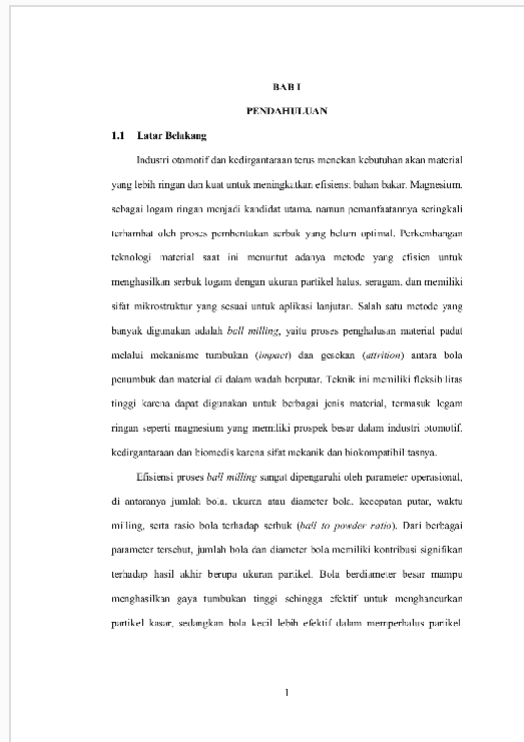 BAB I
PENDAHULUAN
1.1 Latar Belakang
Industri otomotif dan kedirgantaraan terus menekan kebutuhan akan material
yang lebih ringan dan kuat untuk meningkatkan efisiensi bahan bakar. Magnesium,
sebagai logam ringan menjadi kandidat utama, namun pemanfaatannya seringkali
terhambat oleh proses pembentukan serbuk yang belum optimal. Perkembangan
teknologi material saat ini menuntut adanya metode yang efisien untuk
menghasilkan serbuk logam dengan ukuran partikel halus, seragam, dan memiliki
sifat mikrostruktur yang sesuai untuk aplikasi lanjutan. Salah satu metode yang
banyak digunakan adalah ball milling, yaitu proses penghalusan material padat
melalui mekanisme tumbukan (impact) dan gesekan (attrition) antara bola
penumbuk dan material di dalam wadah berputar. Teknik ini memiliki fleksibilitas
tinggi karena dapat digunakan untuk berbagai jenis material, termasuk logam
ringan seperti magnesium yang memiliki prospek besar dalam industri otomotif,
kedirgantaraan dan biomedis karena sifat mekanik dan biokompatibilitasnya.
Efisiensi proses ball milling sangat dipengaruhi oleh parameter operasional,
di antaranya jumlah bola, ukuran atau diameter bola, kecepatan putar, waktu
milling, serta rasio bola terhadap serbuk (ball to powder ratio). Dari berbagai
parameter tersebut, jumlah bola dan diameter bola memiliki kontribusi signifikan
terhadap hasil akhir berupa ukuran partikel. Bola berdiameter besar mampu
menghasilkan gaya tumbukan tinggi sehingga efektif untuk menghancurkan
partikel kasar, sedangkan bola kecil lebih efektif dalam memperhalus partikel
1